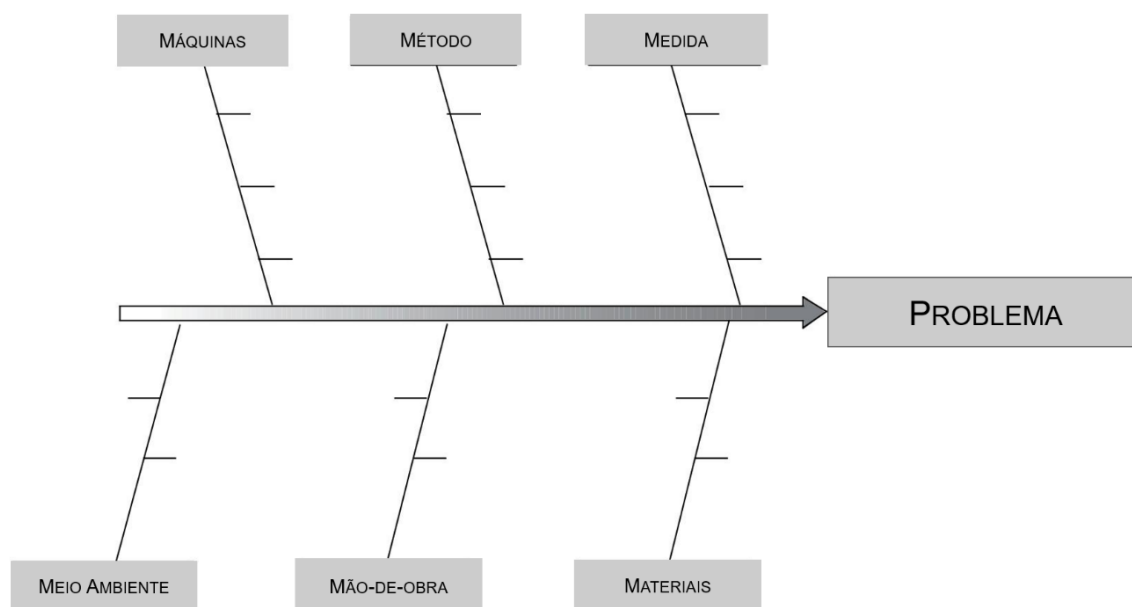 MÁQUINAS
MÉTODO
MEDIDA
PROBLEMA
MEIO AMBIENTE
MÃO-DE-OBRA
MATERIAIS